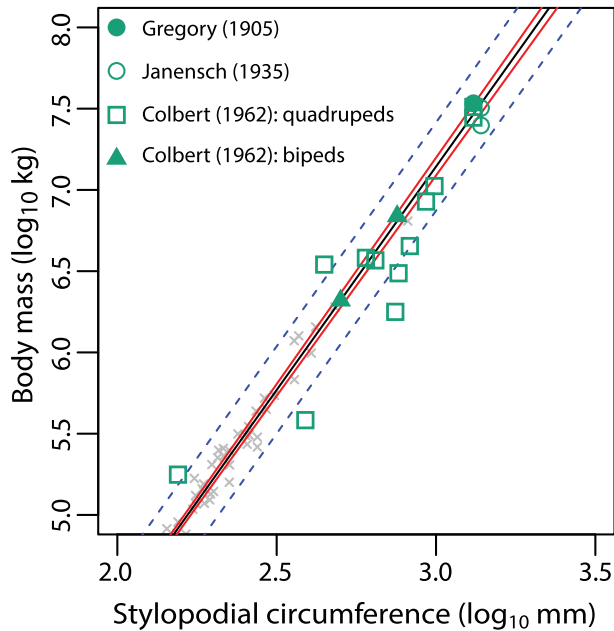 Gregory (1905)
Janensch (1935)
Colbert (1962): quadrupeds
Colbert (1962): bipeds
Body mass (log₁₀ kg)
8.0
7.5
7.0
6.5
6.0
5.5
5.0
2.0 2.5 3.0 3.5
Stylopodial circumference (log₁₀ mm)